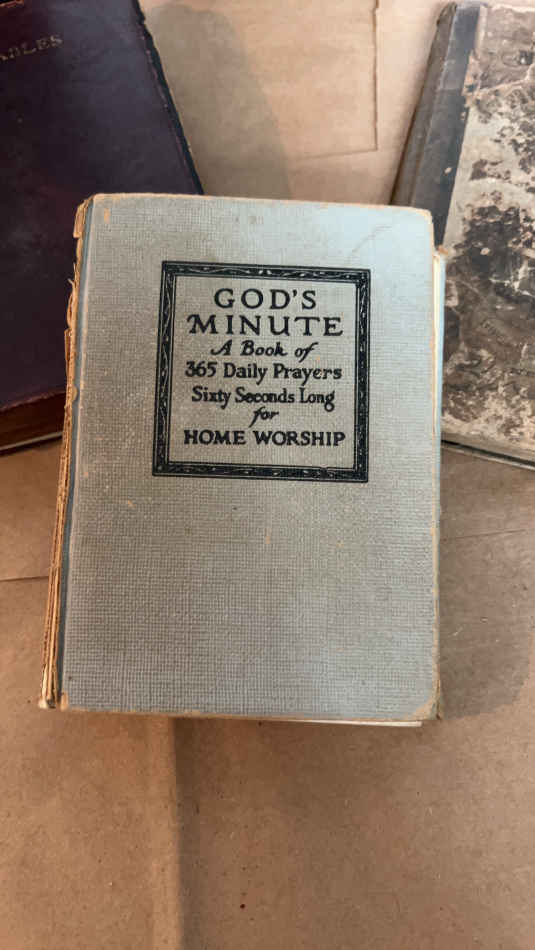 GOD'S
MINUTE
A Book of
365 Daily Prayers
Sixty Seconds Long
for
HOME WORSHIP